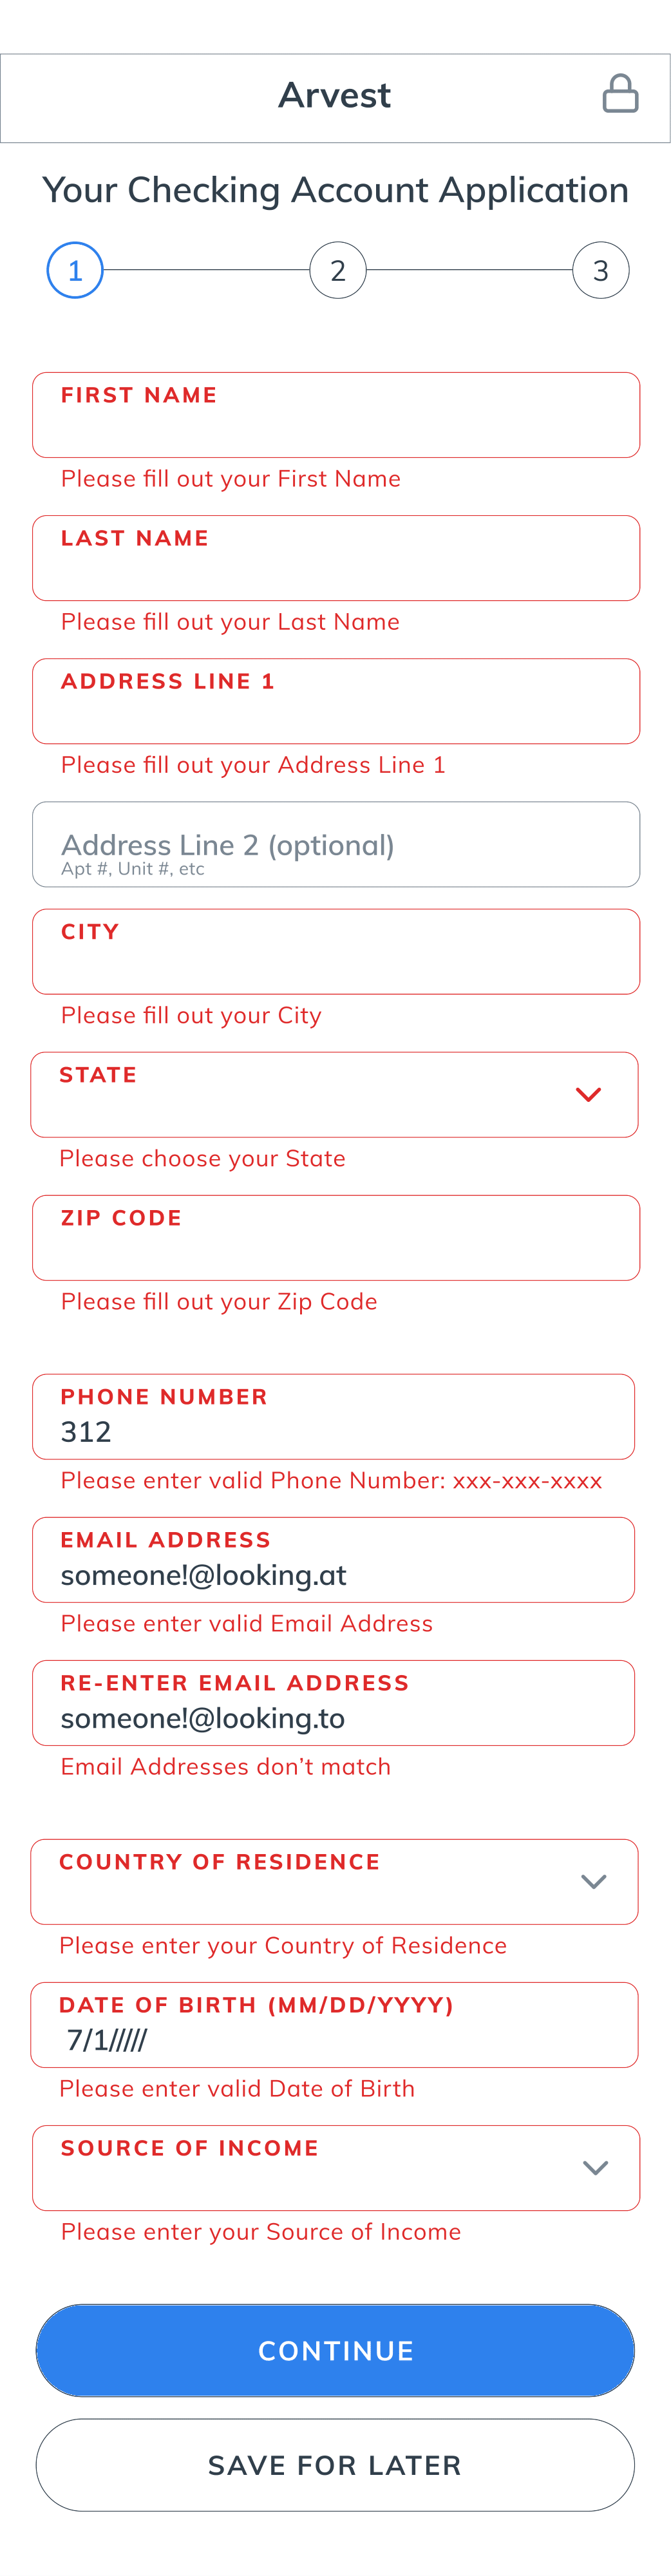 Arvest
Your Checking Account Application
1
2
3
FIRST NAME
Please fill out your First Name
LAST NAME
Please fill out your Last Name
ADDRESS LINE 1
Please fill out your Address Line 1
Address Line 2 (optional)
Apt #, Unit #, etc
CITY
Please fill out your City
STATE
Please choose your State
ZIP CODE
Please fill out your Zip Code
PHONE NUMBER
312
Please enter valid Phone Number: xxx-xxx-xxxx
EMAIL ADDRESS
someone!@looking.at
Please enter valid Email Address
RE-ENTER EMAIL ADDRESS
someone!@looking.to
Email Addresses don’t match
COUNTRY OF RESIDENCE
Please enter your Country of Residence
DATE OF BIRTH (MM/DD/YYYY)
7/1/////
Please enter valid Date of Birth
SOURCE OF INCOME
Please enter your Source of Income
CONTINUE
SAVE FOR LATER